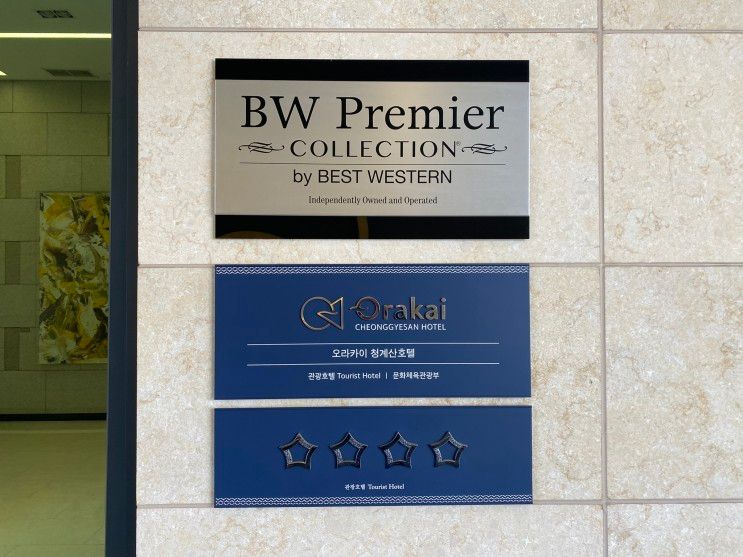 BW Premier
COLLECTION®
by BEST WESTERN
Independently Owned and Operated
Orakai
CHEONGGYESAN HOTEL
오라카이 청계산호텔
관광호텔 Tourist Hotel | 문화체육관광부
관광호텔 Tourist Hotel